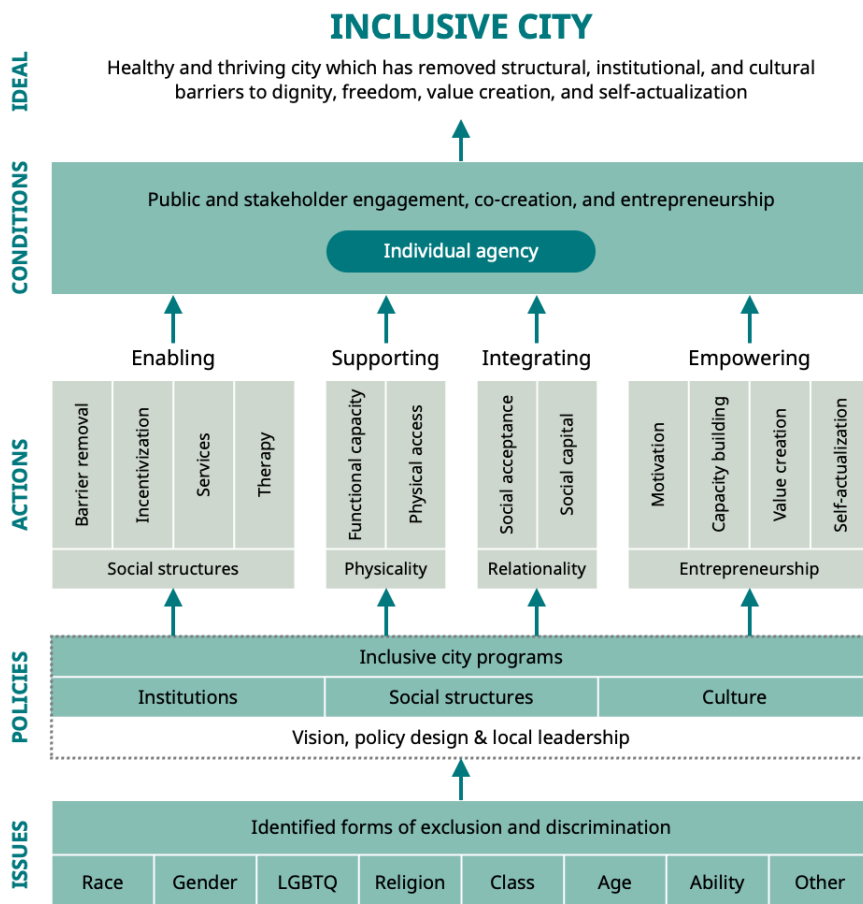 INCLUSIVE CITY
IDEAL
Healthy and thriving city which has removed structural, institutional, and cultural
barriers to dignity, freedom, value creation, and self-actualization
CONDITIONS
Public and stakeholder engagement, co-creation, and entrepreneurship
Individual agency
ACTIONS
Enabling
Supporting
Integrating
Empowering
Barrier removal
Incentivization
Services
Therapy
Functional capacity
Physical access
Social acceptance
Social capital
Motivation
Capacity building
Value creation
Self-actualization
Social structures
Physicality
Relationality
Entrepreneurship
POLICIES
Inclusive city programs
Institutions
Social structures
Culture
Vision, policy design & local leadership
ISSUES
Identified forms of exclusion and discrimination
Race
Gender
LGBTQ
Religion
Class
Age
Ability
Other